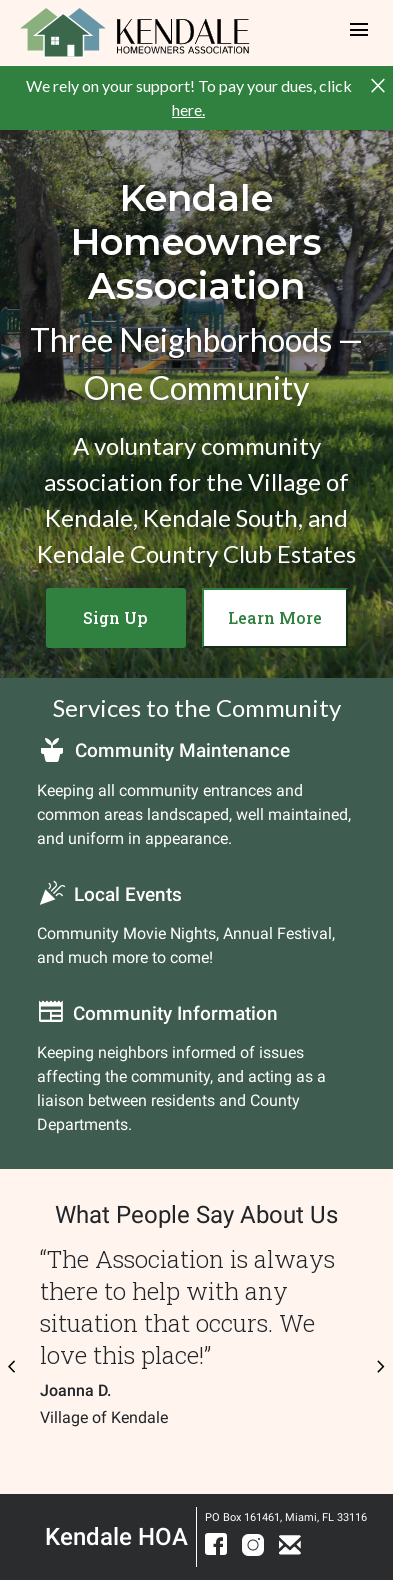 KENDALE
HOMEOWNERS ASSOCIATION
We rely on your support! To pay your dues, click
here.
Kendale
Homeowners
Association
Three Neighborhoods —
One Community
A voluntary community
association for the Village of
Kendale, Kendale South, and
Kendale Country Club Estates
Sign Up
Learn More
Services to the Community
Community Maintenance
Keeping all community entrances and
common areas landscaped, well maintained,
and uniform in appearance.
Local Events
Community Movie Nights, Annual Festival,
and much more to come!
Community Information
Keeping neighbors informed of issues
affecting the community, and acting as a
liaison between residents and County
Departments.
What People Say About Us
“The Association is always
there to help with any
situation that occurs. We
love this place!”
Joanna D.
Village of Kendale
Kendale HOA
PO Box 161461, Miami, FL 33116